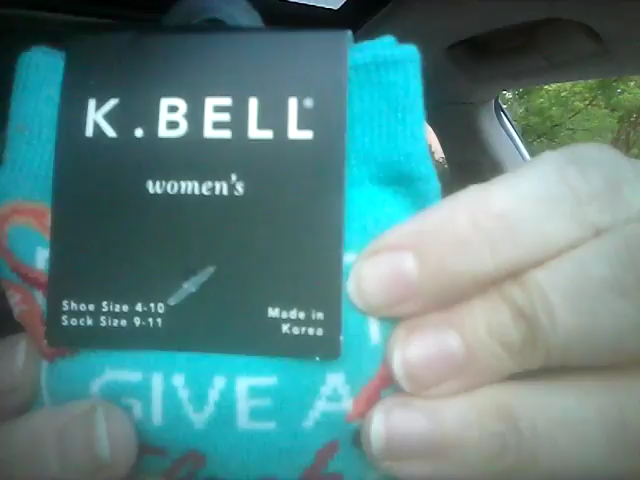 K.BELL®
women's
Shoe Size 4-10
Sock Size 9-11
Made in
Korea
GIVE A